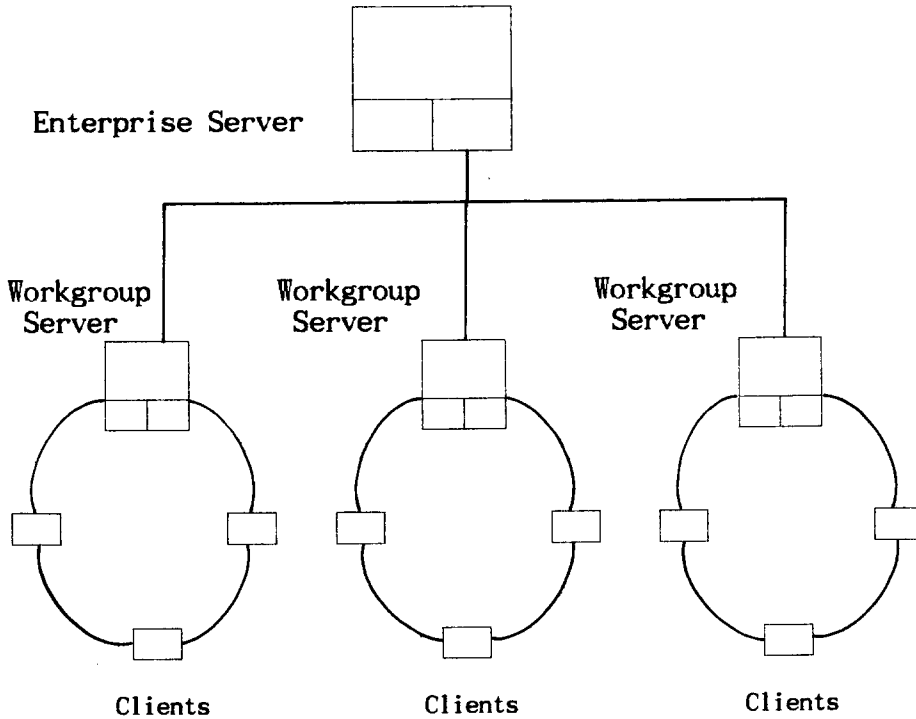 Enterprise Server
Workgroup
Server
Workgroup
Server
Workgroup
Server
Clients
Clients
Clients